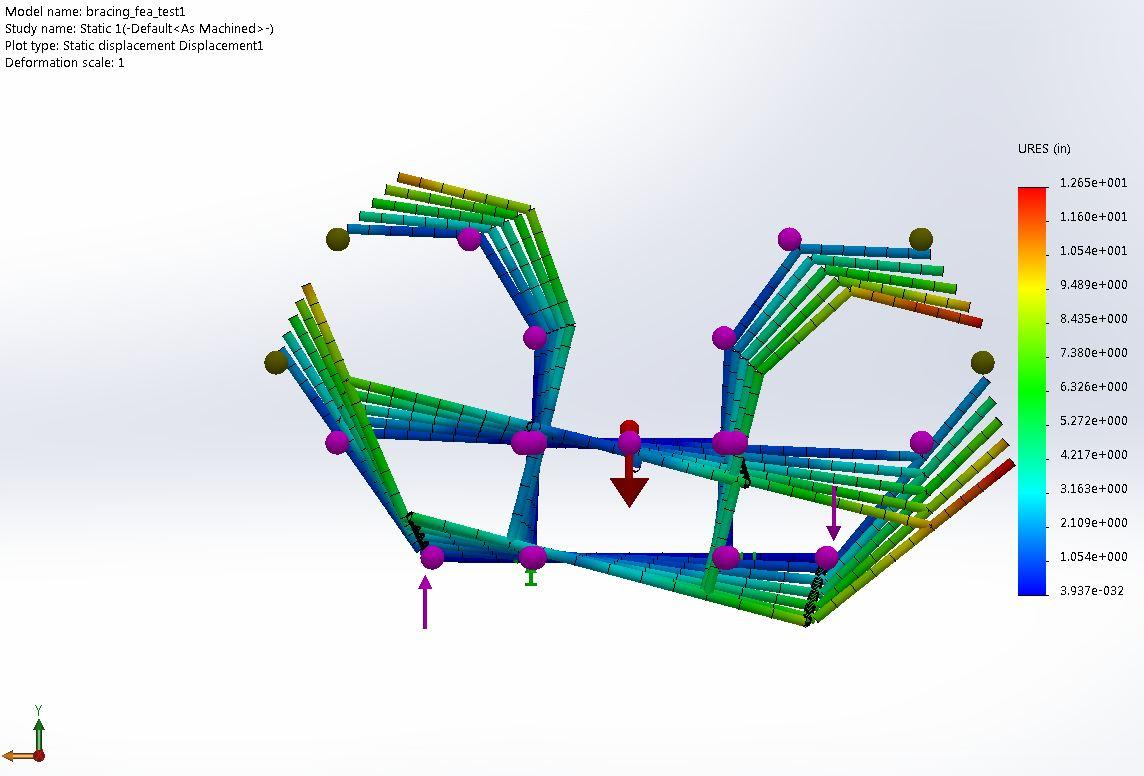 Model name: bracing_fea_test1
Study name: Static 1(-Default<As Machined>-)
Plot type: Static displacement Displacement1
Deformation scale: 1
URES (in)
1.265e+001
1.160e+001
1.054e+001
9.489e+000
8.435e+000
7.380e+000
6.326e+000
5.272e+000
4.217e+000
3.163e+000
2.109e+000
1.054e+000
3.937e-032
Y